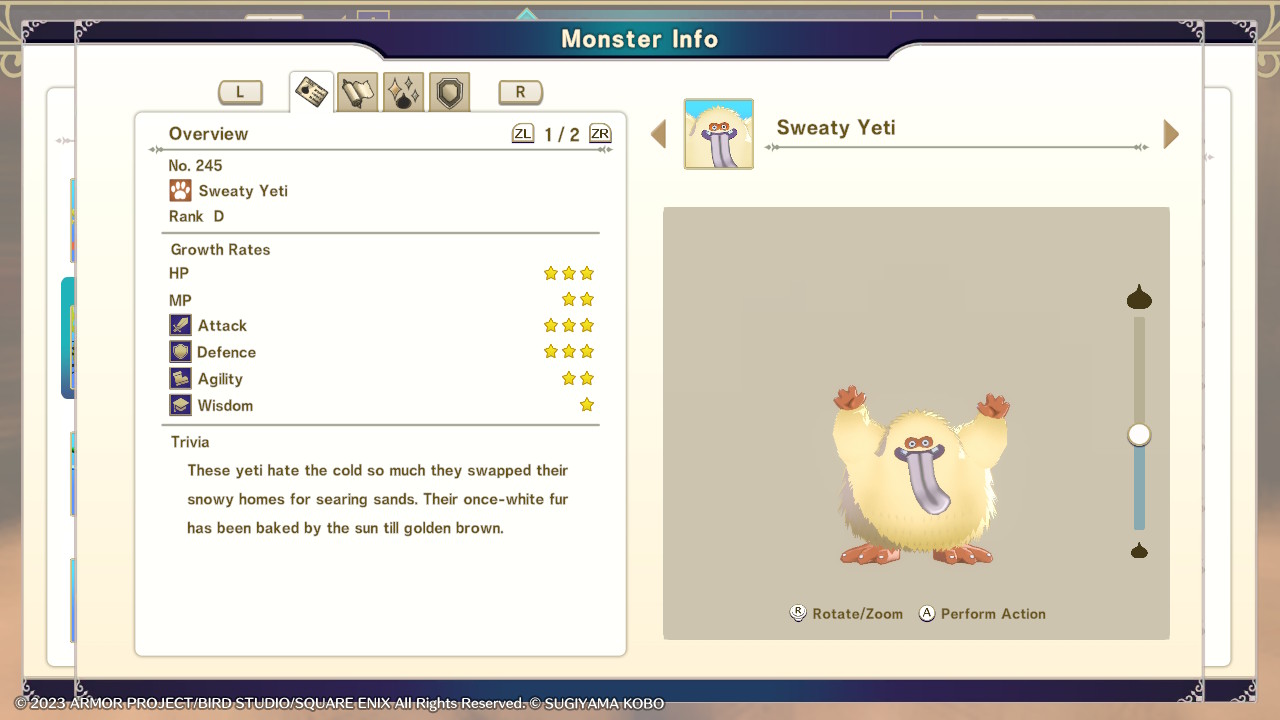 Monster Info
L
R
Overview
ZL 1 / 2 ZR
No. 245
Sweaty Yeti
Rank D
Growth Rates
HP
MP
Attack
Defence
Agility
Wisdom
Trivia
These yeti hate the cold so much they swapped their
snowy homes for searing sands. Their once-white fur
has been baked by the sun till golden brown.
Sweaty Yeti
R Rotate/Zoom A Perform Action
© 2023 ARMOR PROJECT/BIRD STUDIO/SQUARE ENIX All Rights Reserved. © SUGIYAMA KOBO